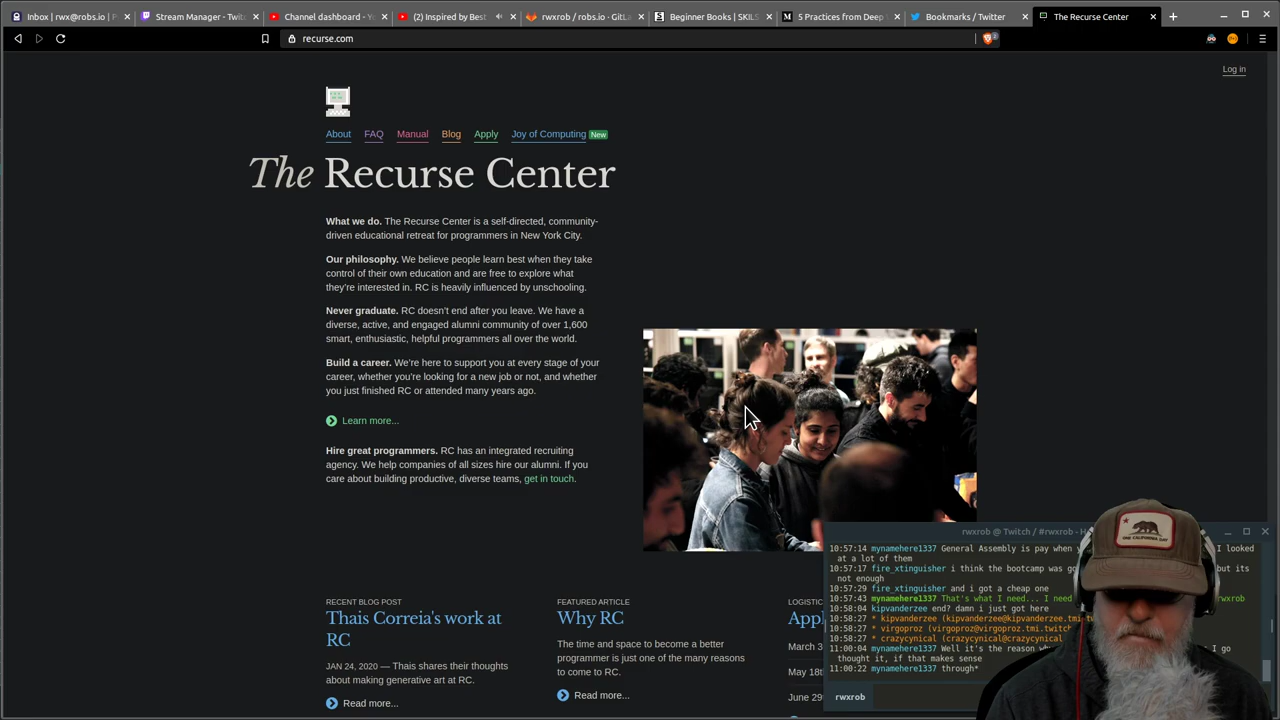 Inbox | rwx@robs.io | P
Stream Manager - Twitc
Channel dashboard - Yo
(2) Inspired by Best
rwxrob / robs.io · GitL
Beginner Books | SKILS
5 Practices from Deep
Bookmarks / Twitter
The Recurse Center
recurse.com
Log in
About
FAQ
Manual
Blog
Apply
Joy of Computing New
The Recurse Center
What we do. The Recurse Center is a self-directed, community-
driven educational retreat for programmers in New York City.
Our philosophy. We believe people learn best when they take
control of their own education and are free to explore what
they're interested in. RC is heavily influenced by unschooling.
Never graduate. RC doesn't end after you leave. We have a
diverse, active, and engaged alumni community of over 1,600
smart, enthusiastic, helpful programmers all over the world.
Build a career. We're here to support you at every stage of your
career, whether you're looking for a new job or not, and whether
you just finished RC or attended many years ago.
Learn more...
Hire great programmers. RC has an integrated recruiting
agency. We help companies of all sizes hire our alumni. If you
care about building productive, diverse teams, get in touch.
RECENT BLOG POST
Thais Correia's work at
RC
JAN 24, 2020 — Thais shares their thoughts
about making generative art at RC.
Read more...
FEATURED ARTICLE
Why RC
The time and space to become a better
programmer is just one of the many reasons
to come to RC.
Read more...
LOGISTIC
Appl
March 3
May 18t
June 29
rwxrob @ Twitch / #rwxrob - H
10:57:14 mynamehere1337 General Assembly is pay when I looked
at a lot of them
10:57:17 fire_xtinguisher i think the bootcamp was go but its
not enough
10:57:29 fire_xtinguisher and i got a cheap one
10:57:43 mynamehere1337 That's what I need... I need rwxrob
10:58:04 kipvanderzee end? damn i just got here
10:58:27 * kipvanderzee (kipvanderzee@kipvanderzee.tmi.tw
10:58:27 * virgoproz (virgoproz@virgoproz.tmi.twitch
10:58:27 * crazycynical (crazycynical@crazycynical
11:00:04 mynamehere1337 Well it's the reason I go
thought it, if that makes sense
11:00:22 mynamehere1337 through*
rwxrob